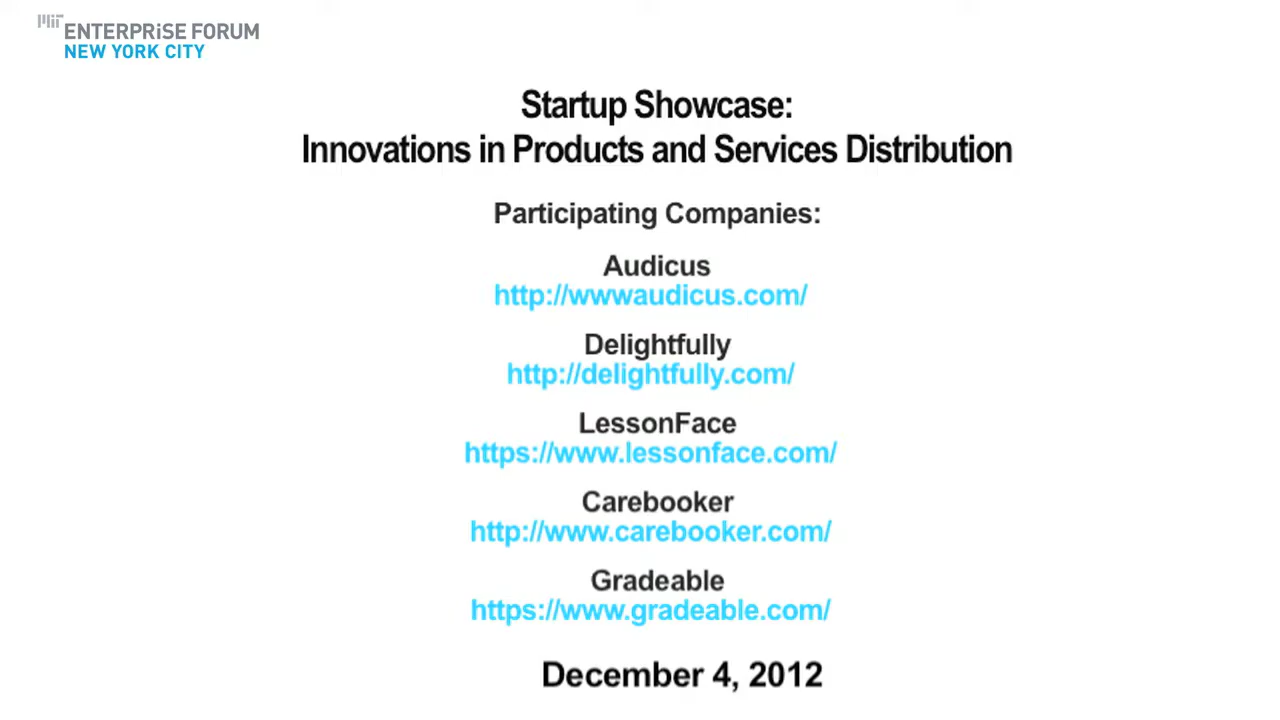 MIT
ENTERPRiSE FORUM
NEW YORK CITY
Startup Showcase:
Innovations in Products and Services Distribution
Participating Companies:
Audicus
http://wwwaudicus.com/
Delightfully
http://delightfully.com/
LessonFace
https://www.lessonface.com/
Carebooker
http://www.carebooker.com/
Gradeable
https://www.gradeable.com/
December 4, 2012